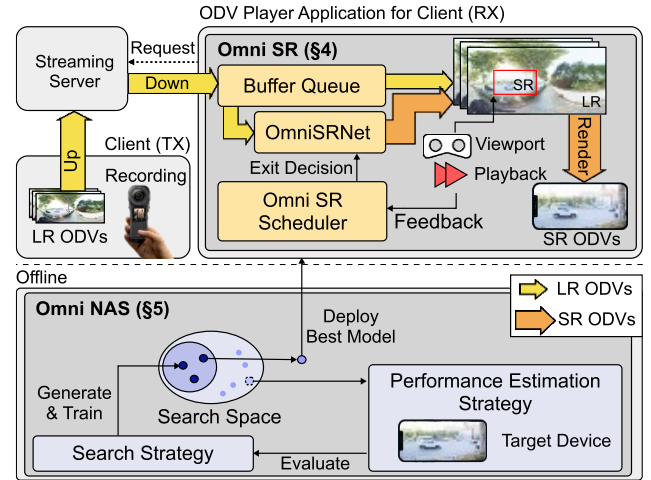 ODV Player Application for Client (RX)
Streaming
Server
Request
Down
Omni SR (§4)
Buffer Queue
OmniSRNet
SR
LR
Up
Client (TX)
Recording
LR ODVs
Exit Decision
Omni SR
Scheduler
Viewport
Playback
Feedback
Render
SR ODVs
Offline
LR ODVs
SR ODVs
Omni NAS (§5)
Deploy
Best Model
Generate
& Train
Search Space
Search Strategy
Evaluate
Performance Estimation
Strategy
Target Device